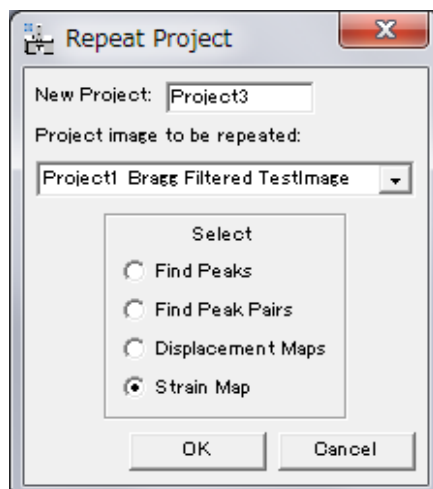 Repeat Project
New Project: Project3
Project image to be repeated:
Project1 Bragg Filtered TestImage
Select
Find Peaks
Find Peak Pairs
Displacement Maps
Strain Map
OK Cancel